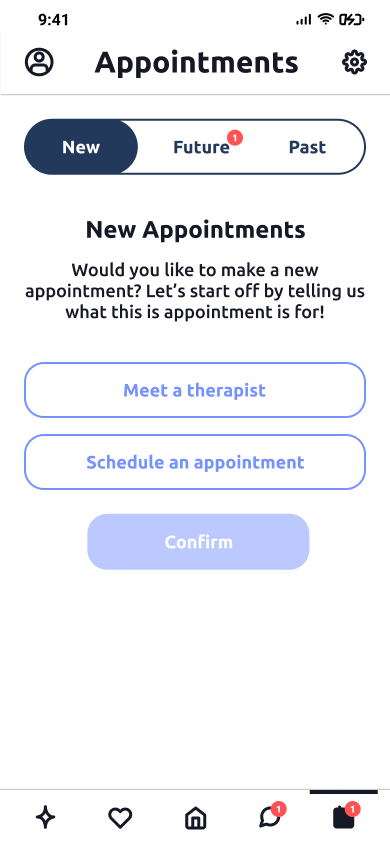 9:41
Appointments
New
Future
1
Past
New Appointments
Would you like to make a new
appointment? Let's start off by telling us
what this is appointment is for!
Meet a therapist
Schedule an appointment
Confirm
1
1